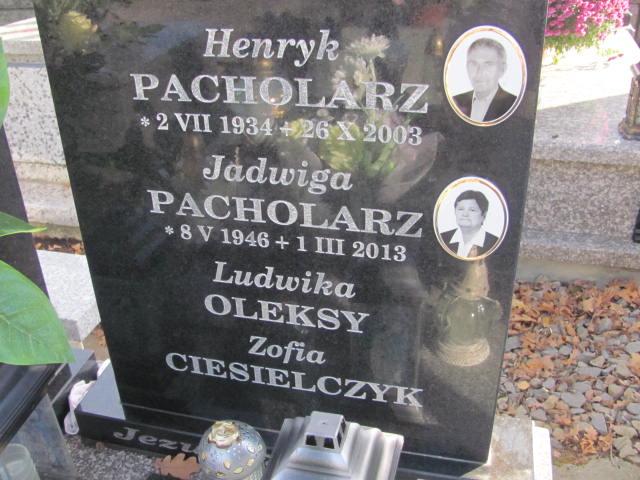 Henryk
PACHOLARZ
* 2 VII 1934 + 26 X 2003
Jadwiga
PACHOLARZ
* 8 V 1946 + 1 III 2013
Ludwika
OLEKSY
Zofia
CIESIELCZYK